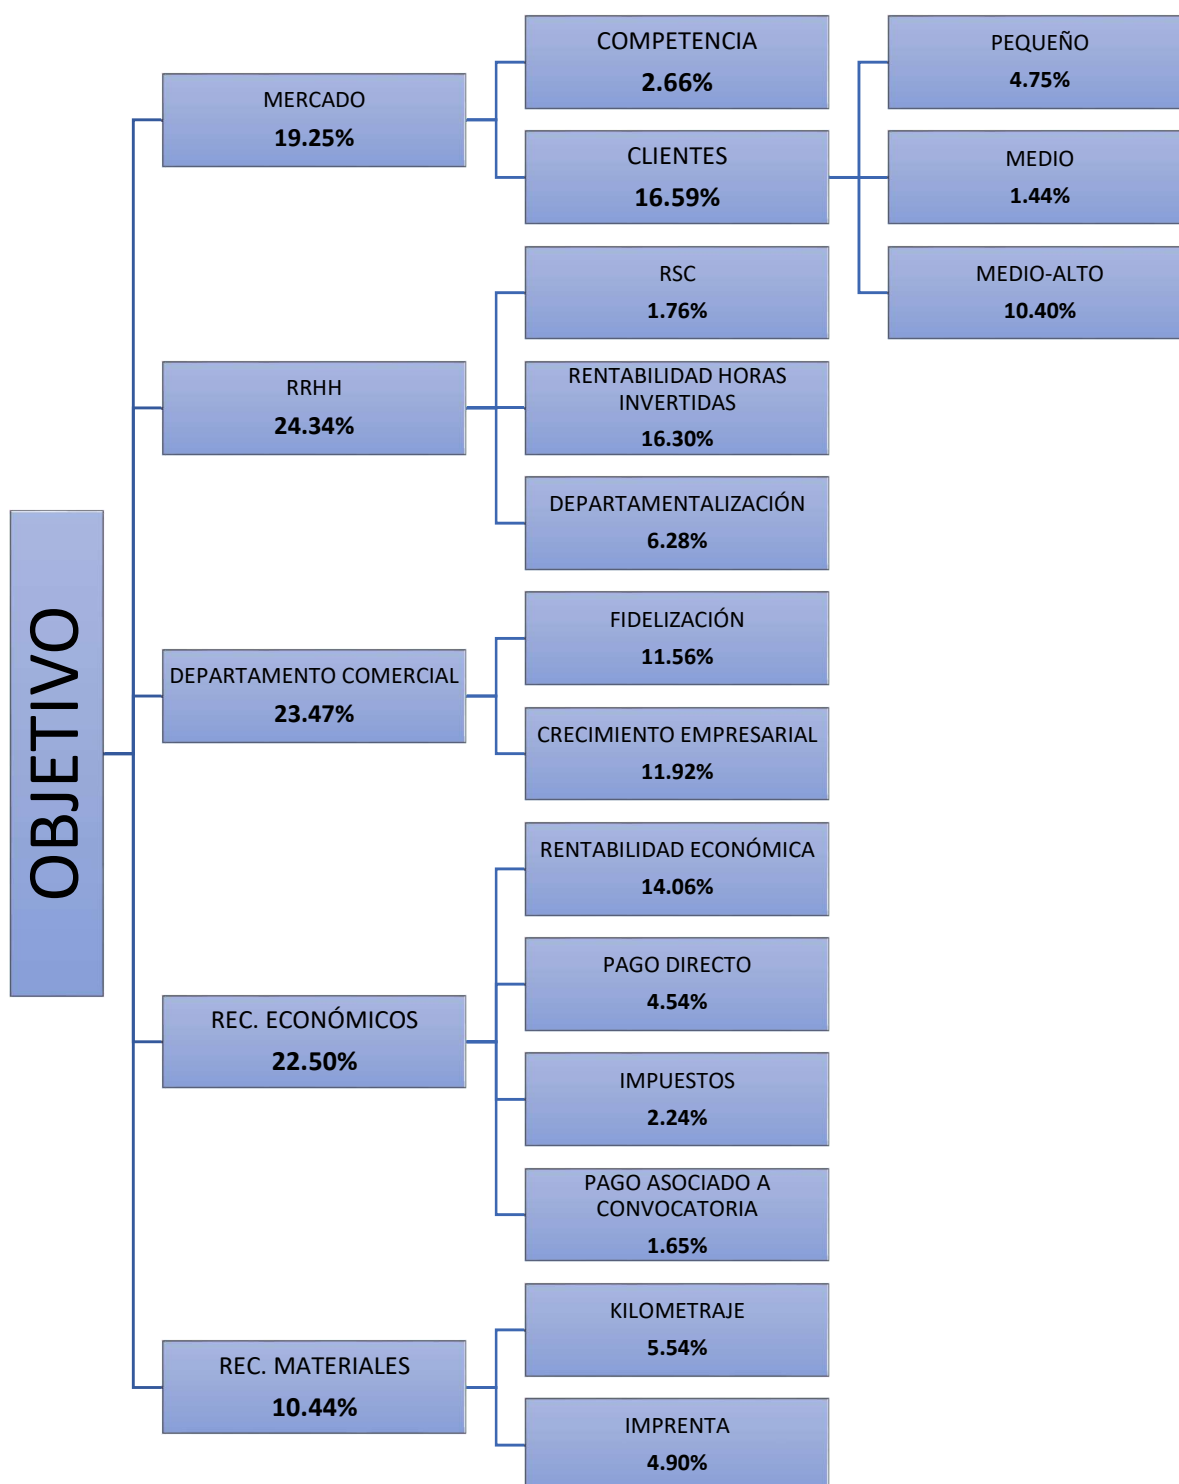 OBJETIVO
MERCADO
19.25%
COMPETENCIA
2.66%
CLIENTES
16.59%
PEQUEÑO
4.75%
MEDIO
1.44%
MEDIO-ALTO
10.40%
RRHH
24.34%
RSC
1.76%
RENTABILIDAD HORAS
INVERTIDAS
16.30%
DEPARTAMENTALIZACIÓN
6.28%
DEPARTAMENTO COMERCIAL
23.47%
FIDELIZACIÓN
11.56%
CRECIMIENTO EMPRESARIAL
11.92%
REC. ECONÓMICOS
22.50%
RENTABILIDAD ECONÓMICA
14.06%
PAGO DIRECTO
4.54%
IMPUESTOS
2.24%
PAGO ASOCIADO A
CONVOCATORIA
1.65%
REC. MATERIALES
10.44%
KILOMETRAJE
5.54%
IMPRENTA
4.90%